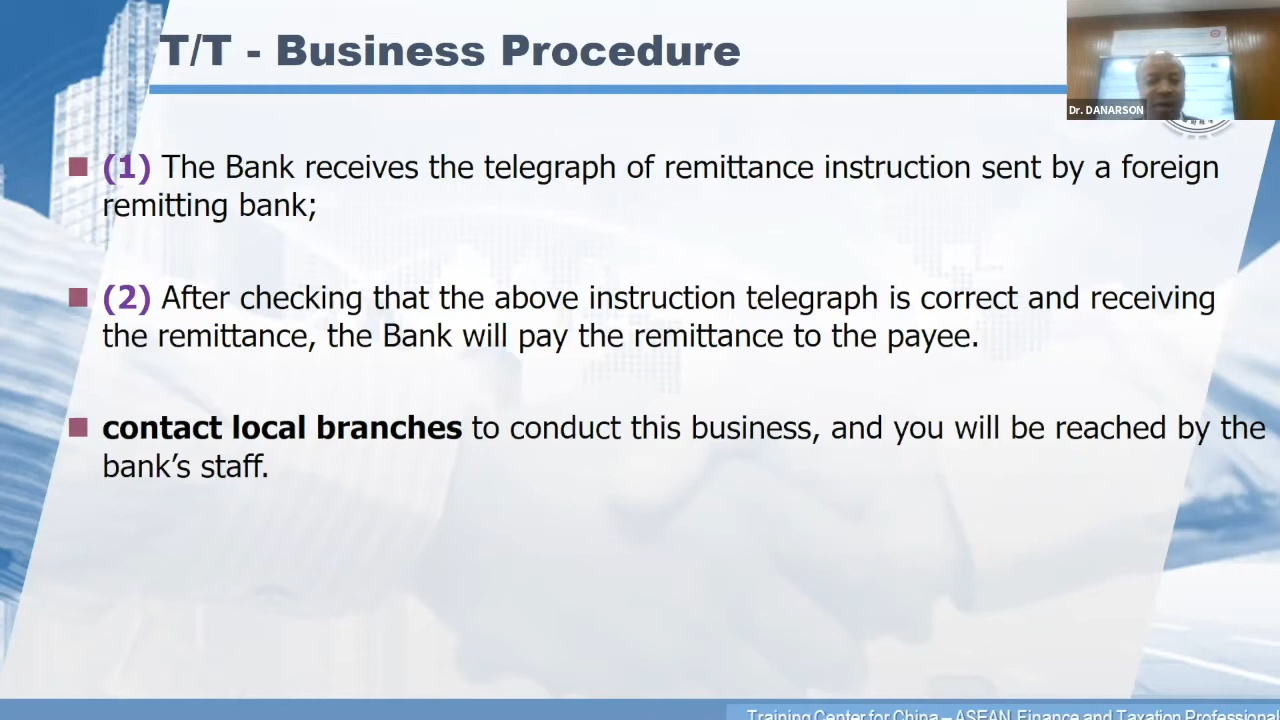 T/T - Business Procedure
Dr. DANARSON
(1) The Bank receives the telegraph of remittance instruction sent by a foreign
remitting bank;
(2) After checking that the above instruction telegraph is correct and receiving
the remittance, the Bank will pay the remittance to the payee.
contact local branches to conduct this business, and you will be reached by the
bank’s staff.
Training Center for China – ASEAN Finance and Taxation Professional